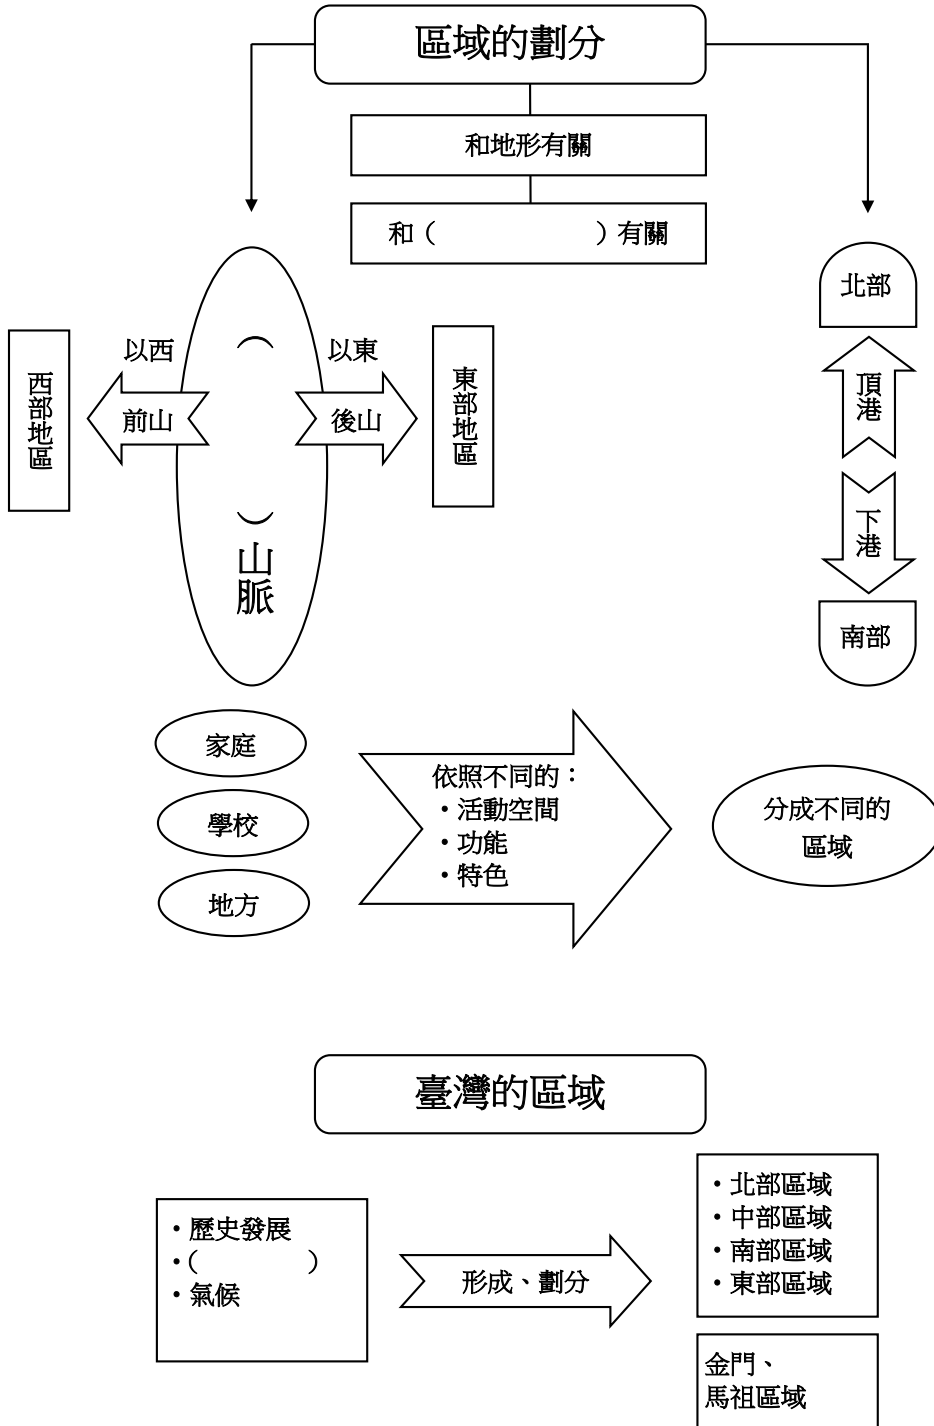 區域的劃分
和地形有關
和（　　　　　　）有關
北部
以西
以東
西部地區
前山
（　　　　　　）山脈
後山
東部地區
頂港
下港
南部
家庭
學校
地方
依照不同的：
・活動空間
・功能
・特色
分成不同的
區域
臺灣的區域
・歷史發展
・（　　　　）
・氣候
形成、劃分
・北部區域
・中部區域
・南部區域
・東部區域
金門、
馬祖區域